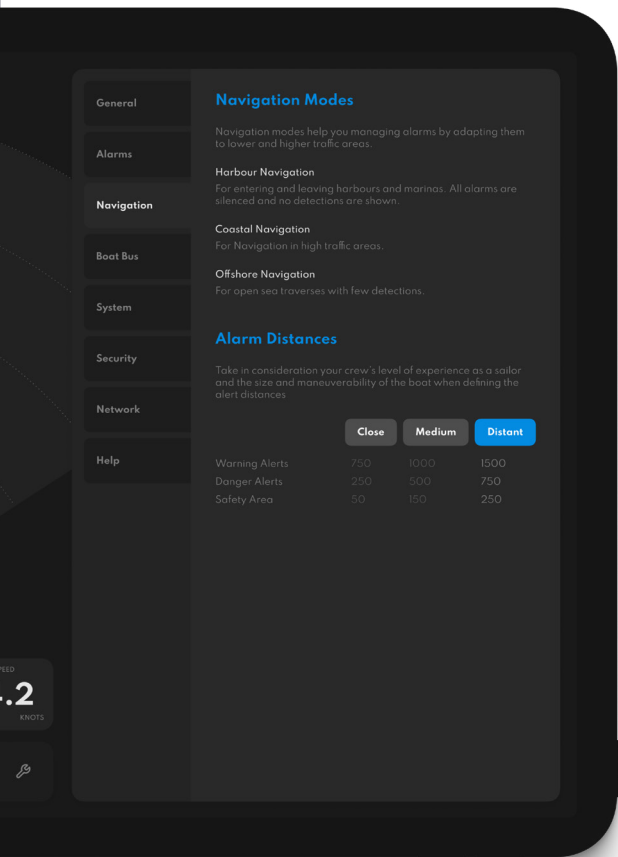 General
Alarms
Navigation
Boat Bus
System
Security
Network
Help
Navigation Modes
Navigation modes help you managing alarms by adapting them
to lower and higher traffic areas.
Harbour Navigation
For entering and leaving harbours and marinas. All alarms are
silenced and no detections are shown.
Coastal Navigation
For Navigation in high traffic areas.
Offshore Navigation
For open sea traverses with few detections.
Alarm Distances
Take in consideration your crew's level of experience as a sailor
and the size and maneuverability of the boat when defining the
alert distances
Close Medium Distant
Warning Alerts 750 1000 1500
Danger Alerts 250 500 750
Safety Area 50 150 250
PEED
.2
KNOTS